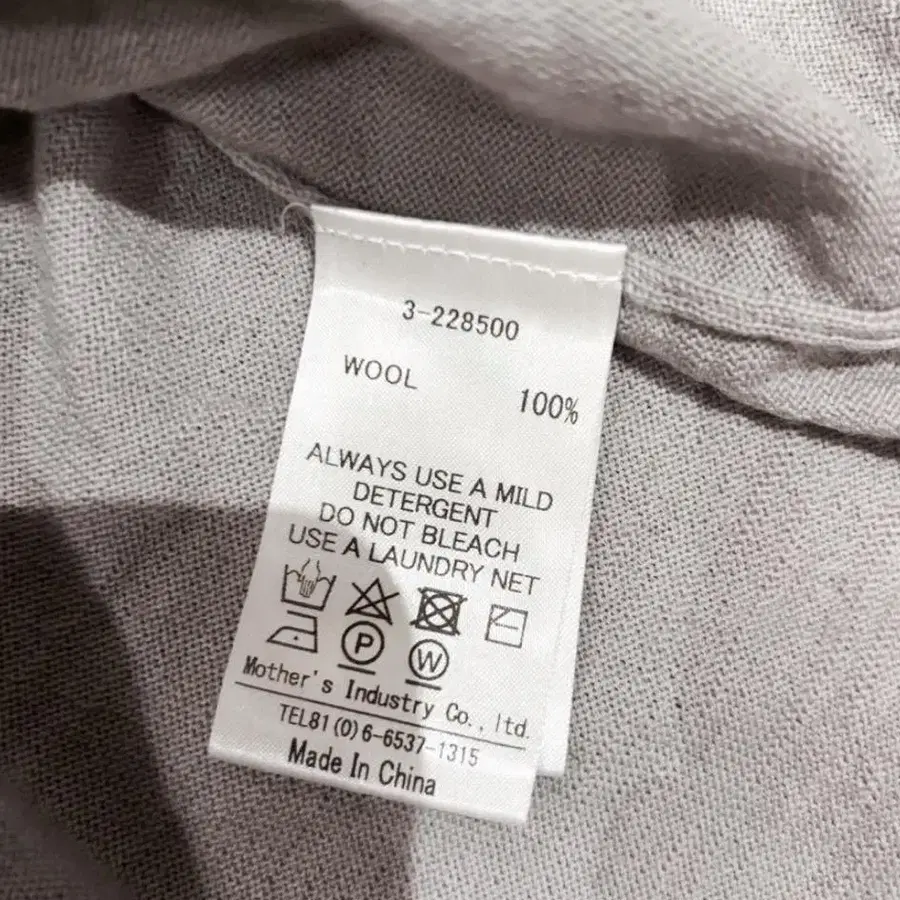 3-228500
WOOL 100%
ALWAYS USE A MILD
DETERGENT
DO NOT BLEACH
USE A LAUNDRY NET
P W
Mother's Industry Co., ltd.
TEL81(0)6-6537-1315
Made In China